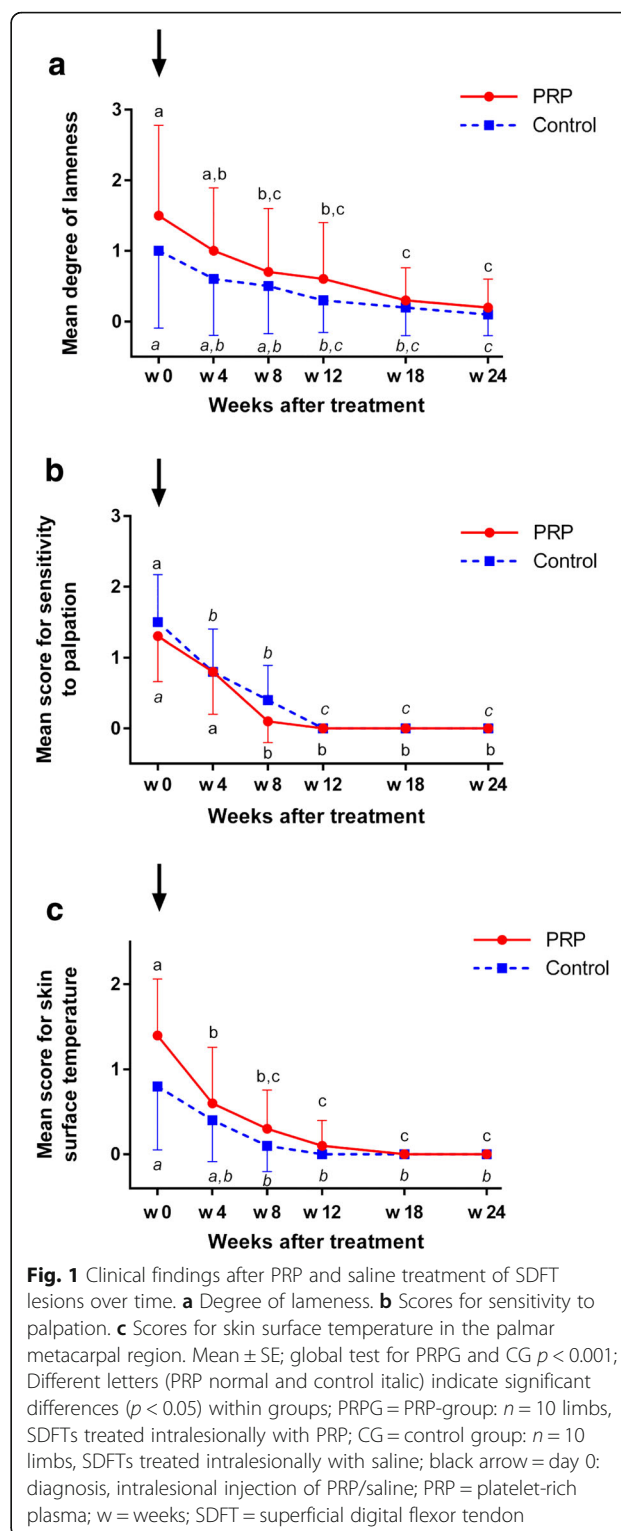 a
PRP
Control
Mean degree of lameness
3
2
1
0
a
a,b
b,c
b,c
c
c
a
a,b
a,b
b,c
b,c
c
w 0 w 4 w 8 w 12 w 18 w 24
Weeks after treatment
b
PRP
Control
Mean score for sensitivity
to palpation
3
2
1
0
a
b
b
c
c
c
a
a
b
b
b
b
w 0 w 4 w 8 w 12 w 18 w 24
Weeks after treatment
c
PRP
Control
Mean score for skin
surface temperature
2
1
0
a
b
b,c
c
c
c
a
a,b
b
b
b
b
w 0 w 4 w 8 w 12 w 18 w 24
Weeks after treatment
Fig. 1 Clinical findings after PRP and saline treatment of SDFT
lesions over time. a Degree of lameness. b Scores for sensitivity to
palpation. c Scores for skin surface temperature in the palmar
metacarpal region. Mean ± SE; global test for PRPG and CG p < 0.001;
Different letters (PRP normal and control italic) indicate significant
differences (p < 0.05) within groups; PRPG = PRP-group: n = 10 limbs,
SDFTs treated intralesionally with PRP; CG = control group: n = 10
limbs, SDFTs treated intralesionally with saline; black arrow = day 0:
diagnosis, intralesional injection of PRP/saline; PRP = platelet-rich
plasma; w = weeks; SDFT = superficial digital flexor tendon